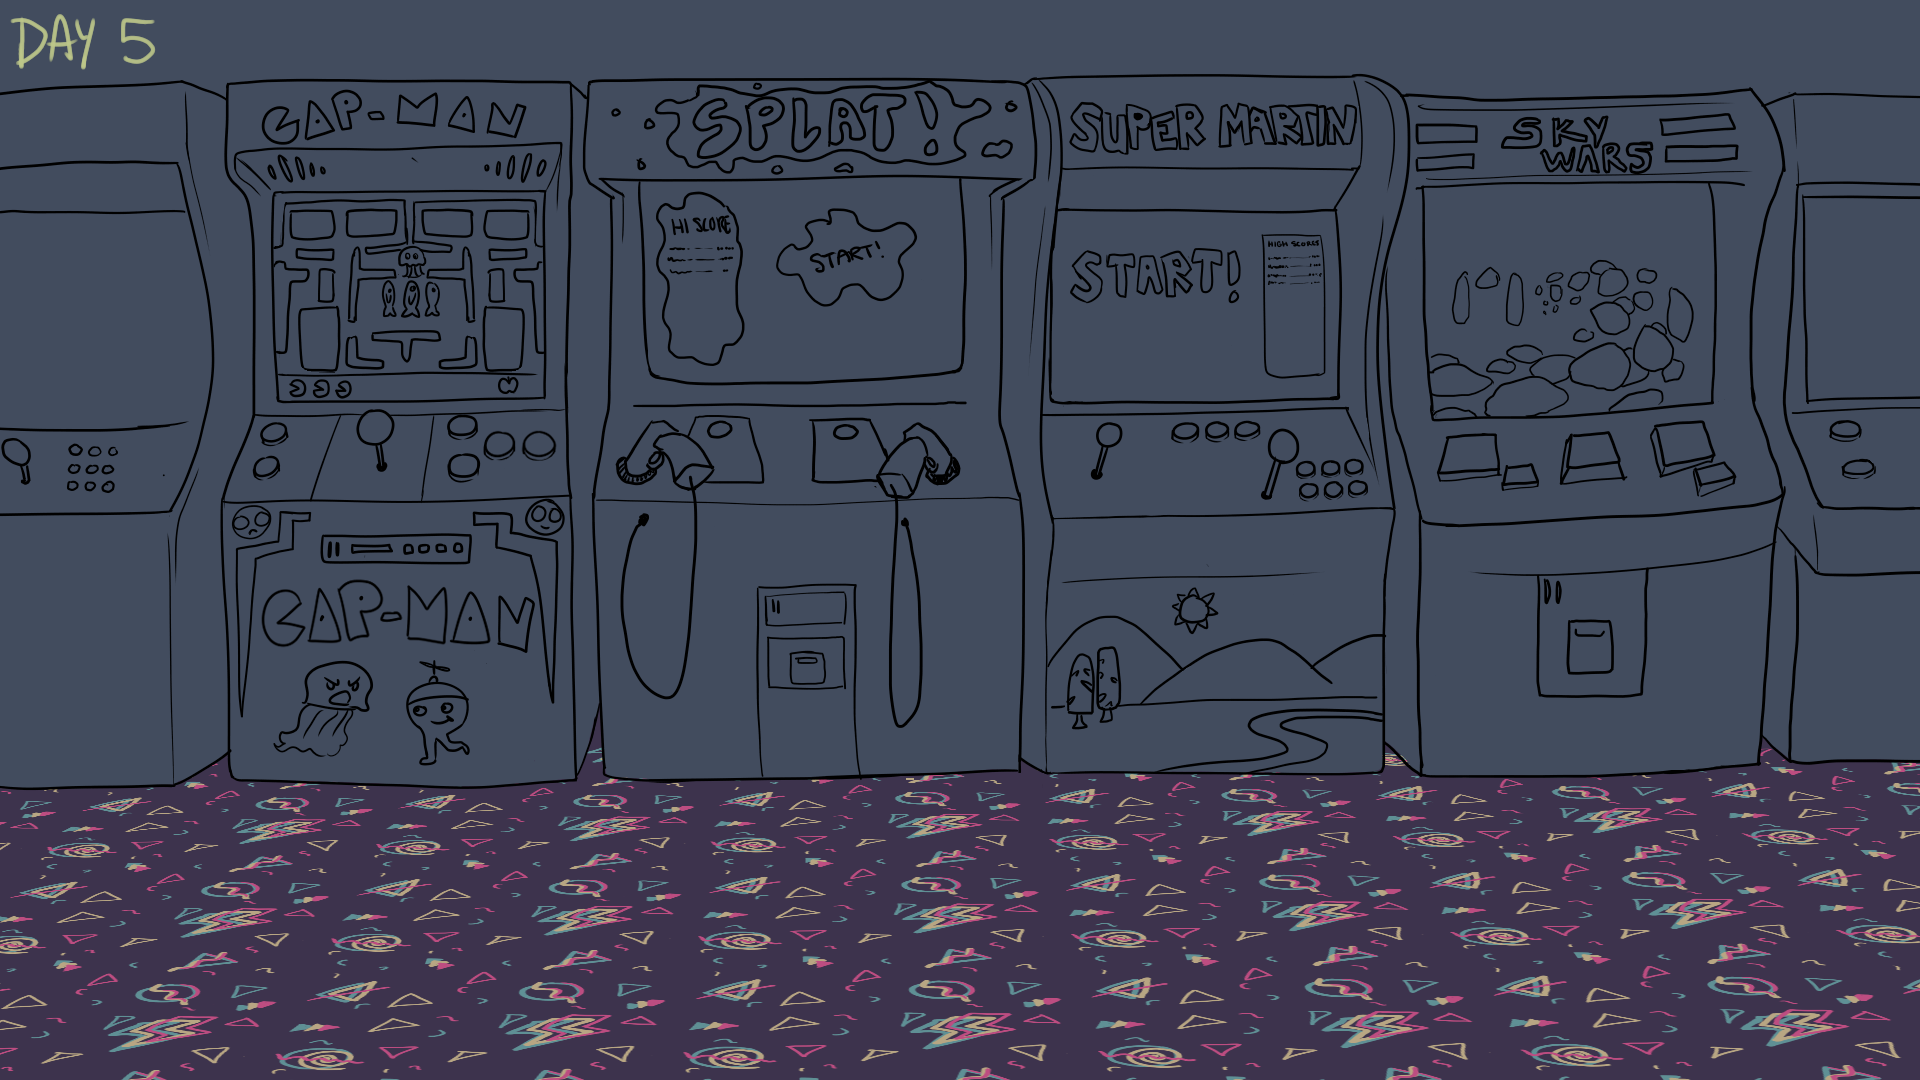 DAY 5
CAP-MAN
SPLAT!
SUPER MARTIN
SKY
WARS
HI SCORE
START!
START!
HIGH SCORES
CAP-MAN